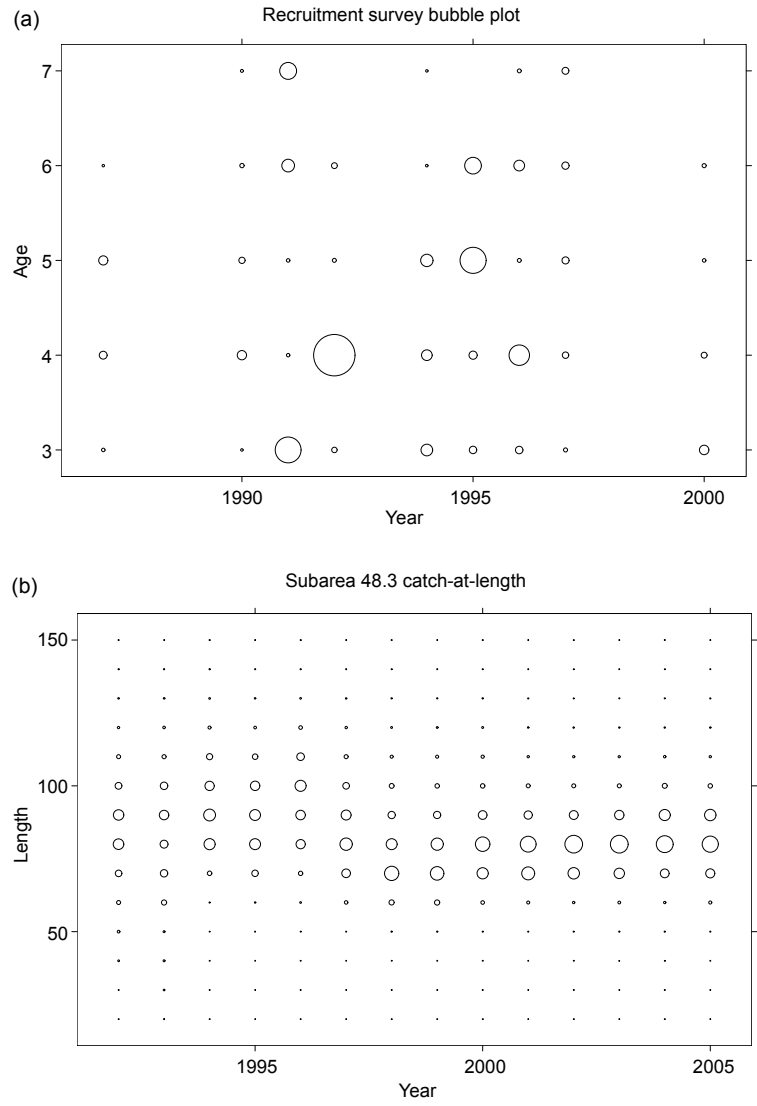 (a)
Recruitment survey bubble plot
7
6
5
4
3
Age
1990
1995
2000
Year
(b)
Subarea 48.3 catch-at-length
150
100
50
Length
1995
2000
2005
Year